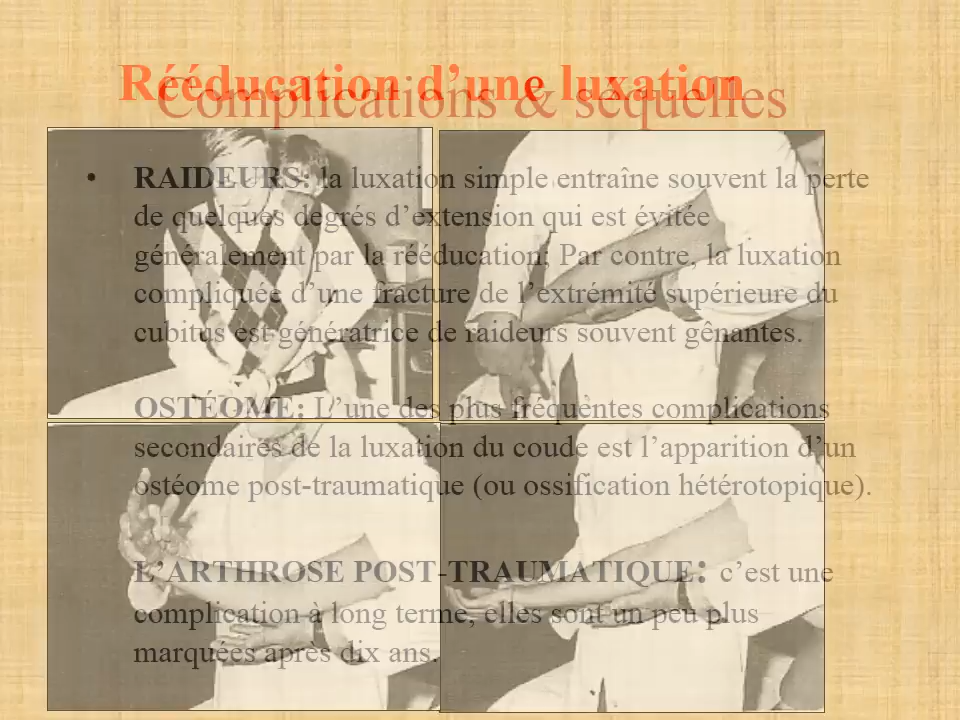 Rééducation d’une luxation
Complications & séquelles
• RAIDEURS: la luxation simple entraîne souvent la perte
de quelques degrés d’extension qui est évitée
généralement par la rééducation. Par contre, la luxation
compliquée d’une fracture de l’extrémité supérieure du
cubitus est génératrice de raideurs souvent gênantes.
OSTÉOME: L’une des plus fréquentes complications
secondaires de la luxation du coude est l’apparition d’un
ostéome post-traumatique (ou ossification hétérotopique).
L’ARTHROSE POST-TRAUMATIQUE: c’est une
complication à long terme, elles sont un peu plus
marquées après dix ans.